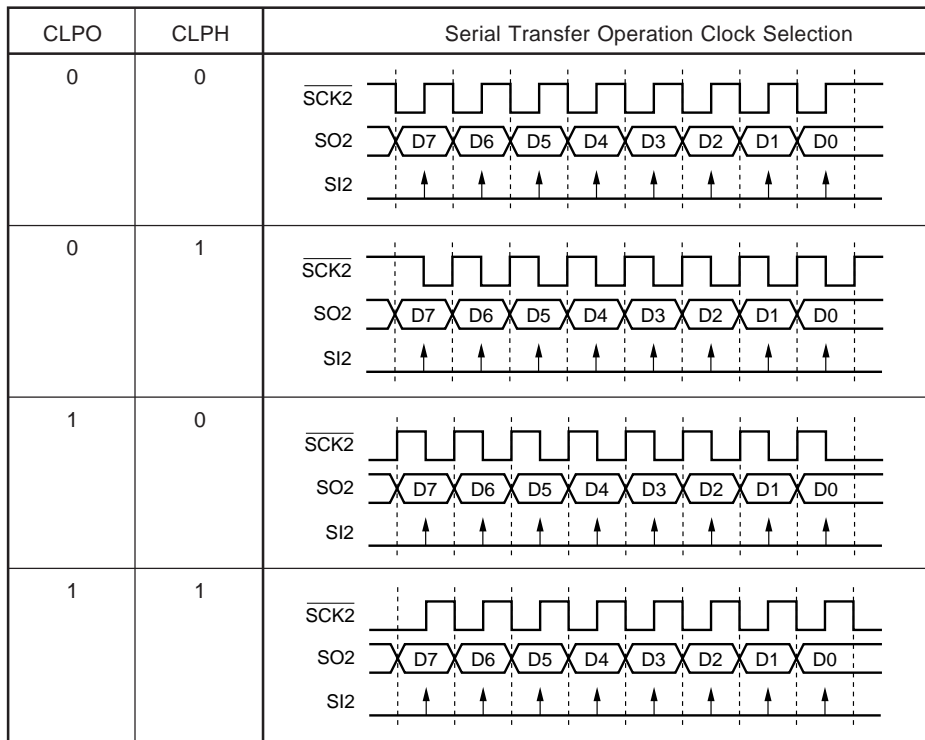 CLPO CLPH Serial Transfer Operation Clock Selection
0 0
SCK2
SO2 D7 D6 D5 D4 D3 D2 D1 D0
SI2
0 1
SCK2
SO2 D7 D6 D5 D4 D3 D2 D1 D0
SI2
1 0
SCK2
SO2 D7 D6 D5 D4 D3 D2 D1 D0
SI2
1 1
SCK2
SO2 D7 D6 D5 D4 D3 D2 D1 D0
SI2